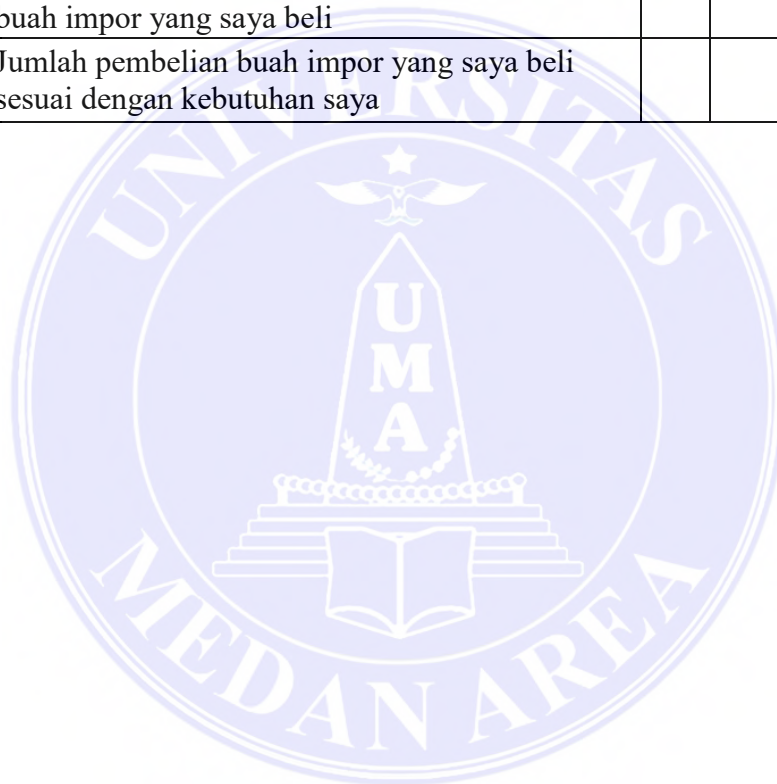 buah impor yang saya beli
Jumlah pembelian buah impor yang saya beli
sesuai dengan kebutuhan saya
UNIVERSITAS
UMA
MEDAN AREA